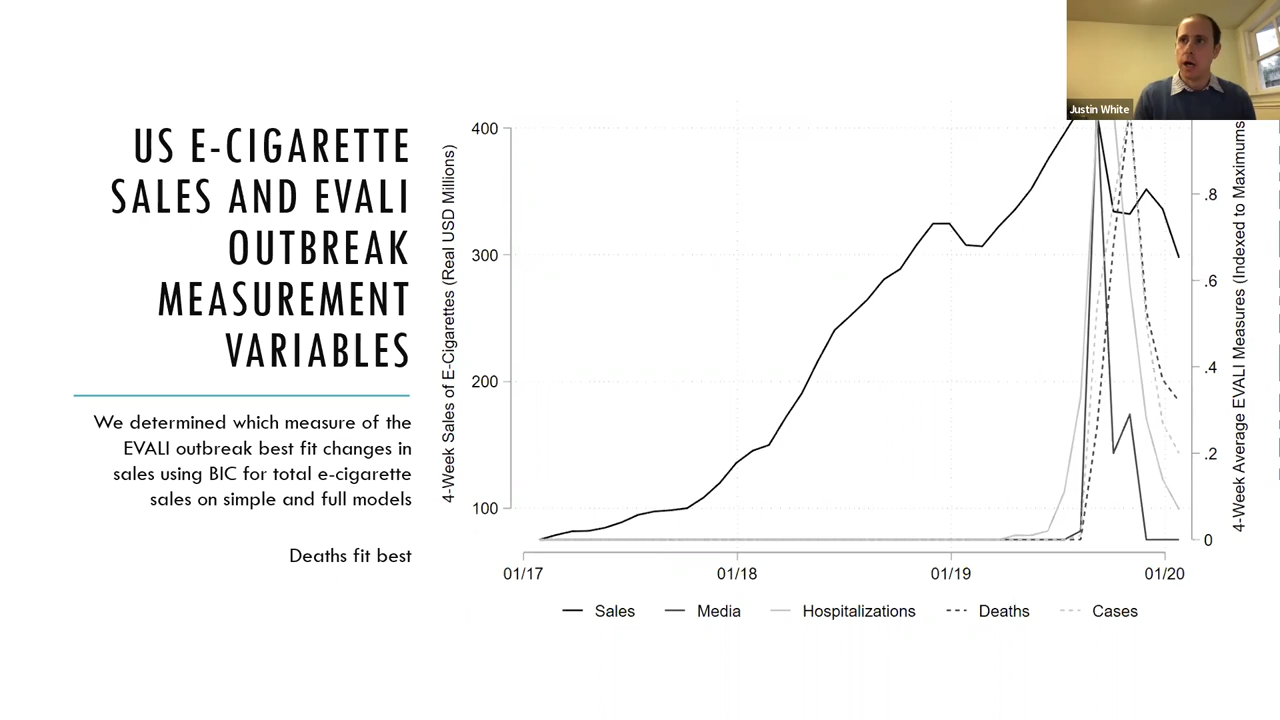 US E-CIGARETTE
SALES AND EVALI
OUTBREAK
MEASUREMENT
VARIABLES
We determined which measure of the
EVALI outbreak best fit changes in
sales using BIC for total e-cigarette
sales on simple and full models
Deaths fit best
4-Week Sales of E-Cigarettes (Real USD Millions)
400
300
200
100
01/17
01/18
01/19
01/20
.8
.6
.4
.2
0
4-Week Average EVALI Measures (Indexed to Maximums
Sales
Media
Hospitalizations
Deaths
Cases
Justin White